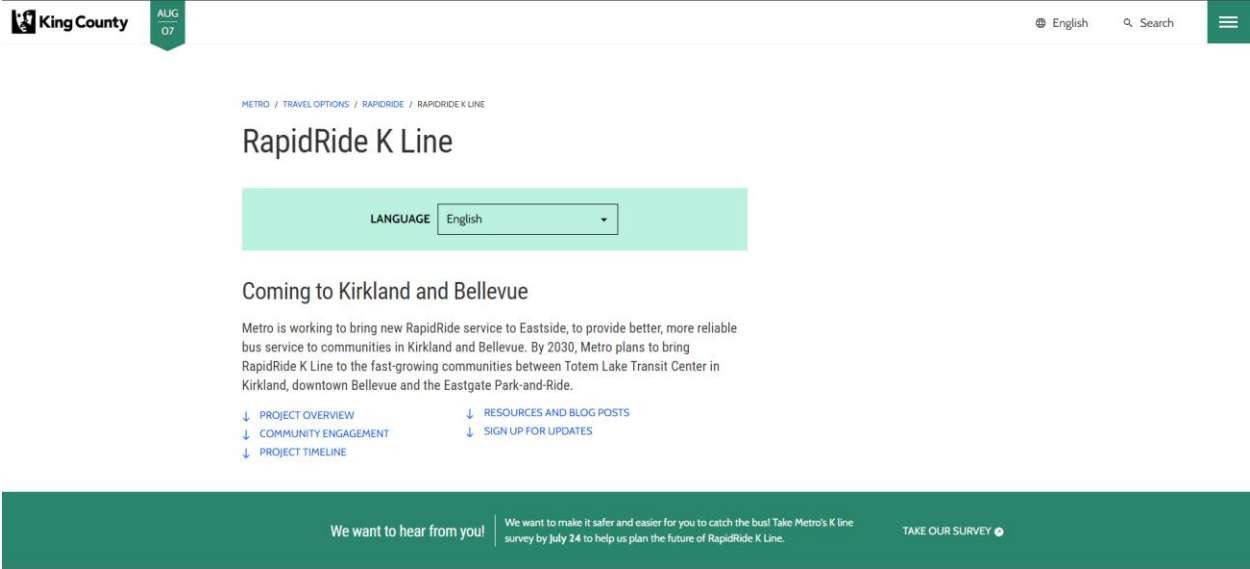 King County
AUG
07
English
Search
METRO / TRAVEL OPTIONS / RAPIDRIDE / RAPIDRIDE K LINE
RapidRide K Line
LANGUAGE English
Coming to Kirkland and Bellevue
Metro is working to bring new RapidRide service to Eastside, to provide better, more reliable
bus service to communities in Kirkland and Bellevue. By 2030, Metro plans to bring
RapidRide K Line to the fast-growing communities between Totem Lake Transit Center in
Kirkland, downtown Bellevue and the Eastgate Park-and-Ride.
↓ PROJECT OVERVIEW
↓ COMMUNITY ENGAGEMENT
↓ PROJECT TIMELINE
↓ RESOURCES AND BLOG POSTS
↓ SIGN UP FOR UPDATES
We want to hear from you!
We want to make it safer and easier for you to catch the bus! Take Metro's K line
survey by July 24 to help us plan the future of RapidRide K Line.
TAKE OUR SURVEY